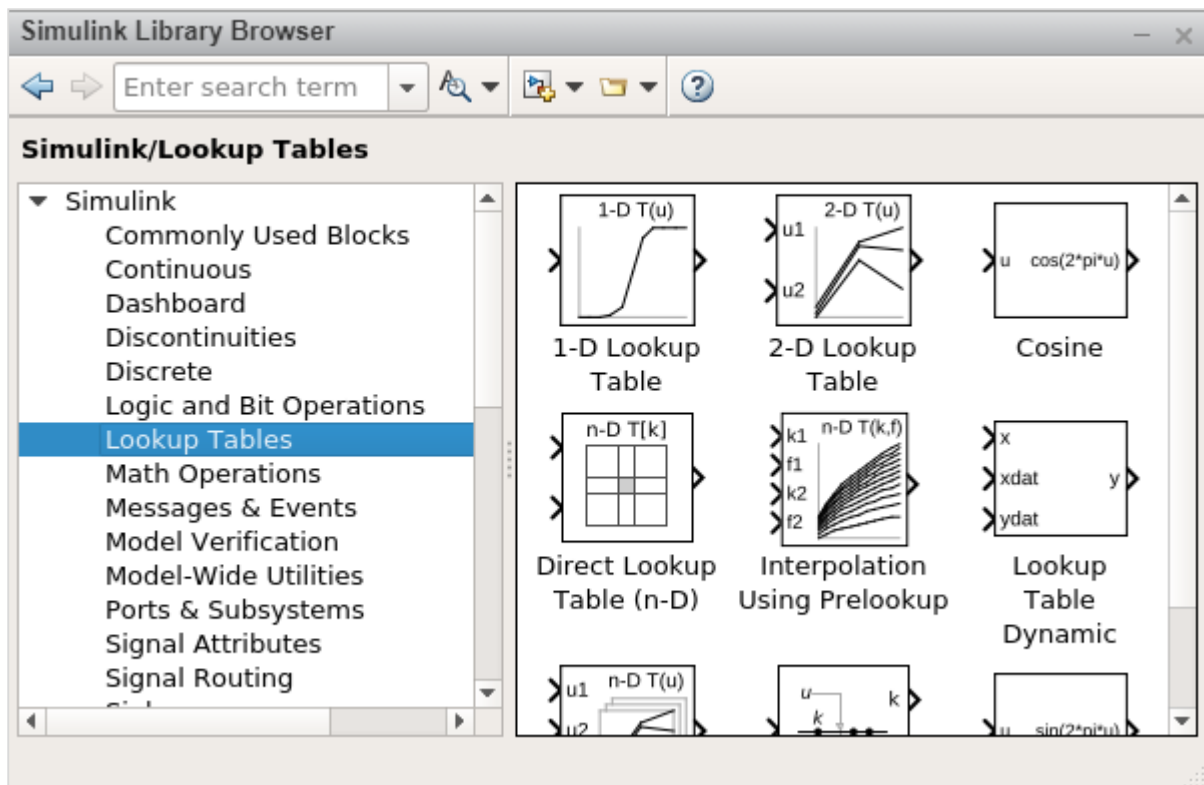 Simulink Library Browser
Enter search term
Simulink/Lookup Tables
Simulink
Commonly Used Blocks
Continuous
Dashboard
Discontinuities
Discrete
Logic and Bit Operations
Lookup Tables
Math Operations
Messages & Events
Model Verification
Model-Wide Utilities
Ports & Subsystems
Signal Attributes
Signal Routing
1-D T(u)
1-D Lookup
Table
2-D T(u)
u1
u2
2-D Lookup
Table
u cos(2*pi*u)
Cosine
n-D T[k]
Direct Lookup
Table (n-D)
n-D T(k,f)
k1
f1
k2
f2
Interpolation
Using Prelookup
x
xdat y
ydat
Lookup
Table
Dynamic
u1 n-D T(u)
u2
u
k
k
u sin(2*pi*u)